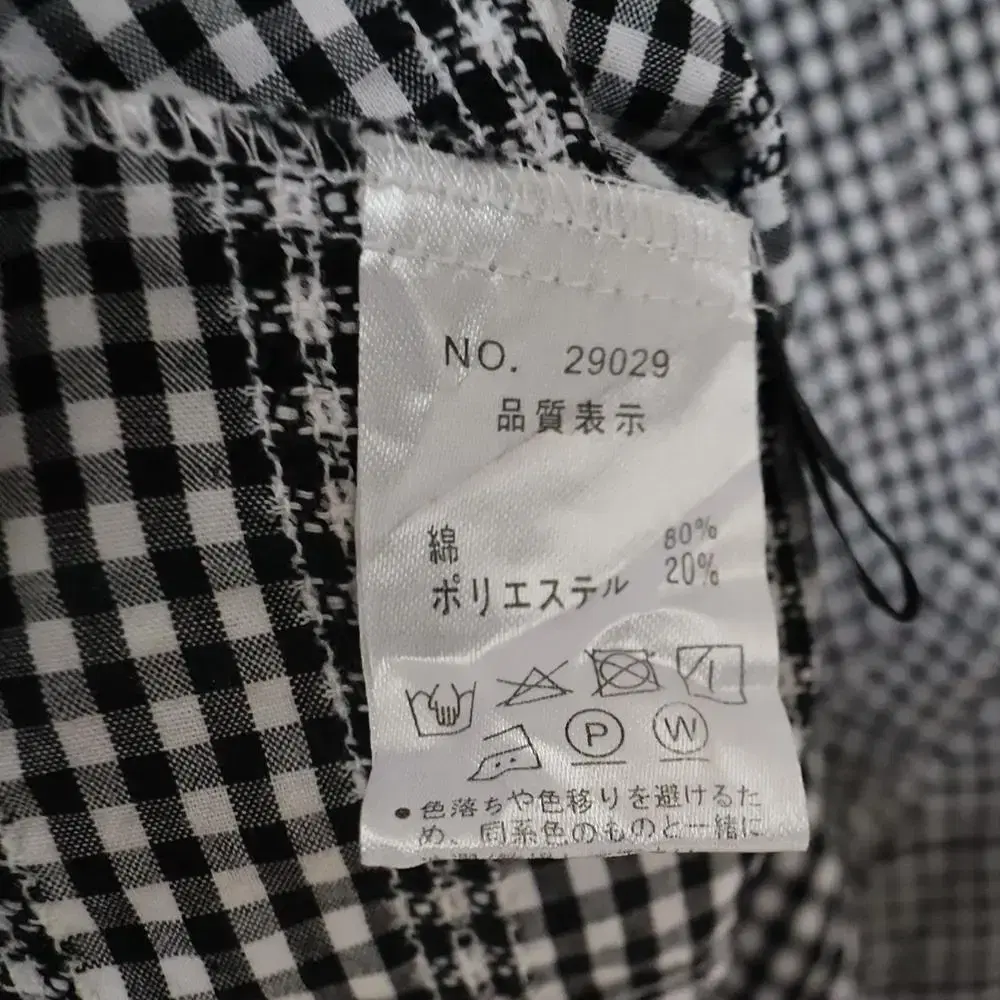 NO. 29029
品質表示
綿 80%
ポリエステル 20%
P W
●色落ちや色移りを避けるた
め、同系色のものと一緒に